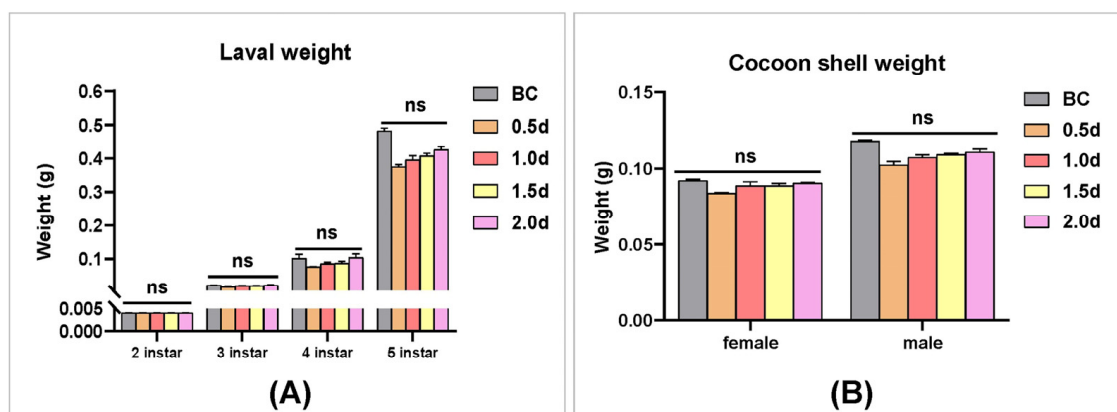 Laval weight
Weight (g)
0.6
0.5
0.4
0.3
0.2
0.1
0.005
0.000
ns
ns
ns
ns
2 instar
3 instar
4 instar
5 instar
BC
0.5d
1.0d
1.5d
2.0d
(A)
Cocoon shell weight
Weight (g)
0.15
0.10
0.05
0.00
ns
ns
female
male
BC
0.5d
1.0d
1.5d
2.0d
(B)